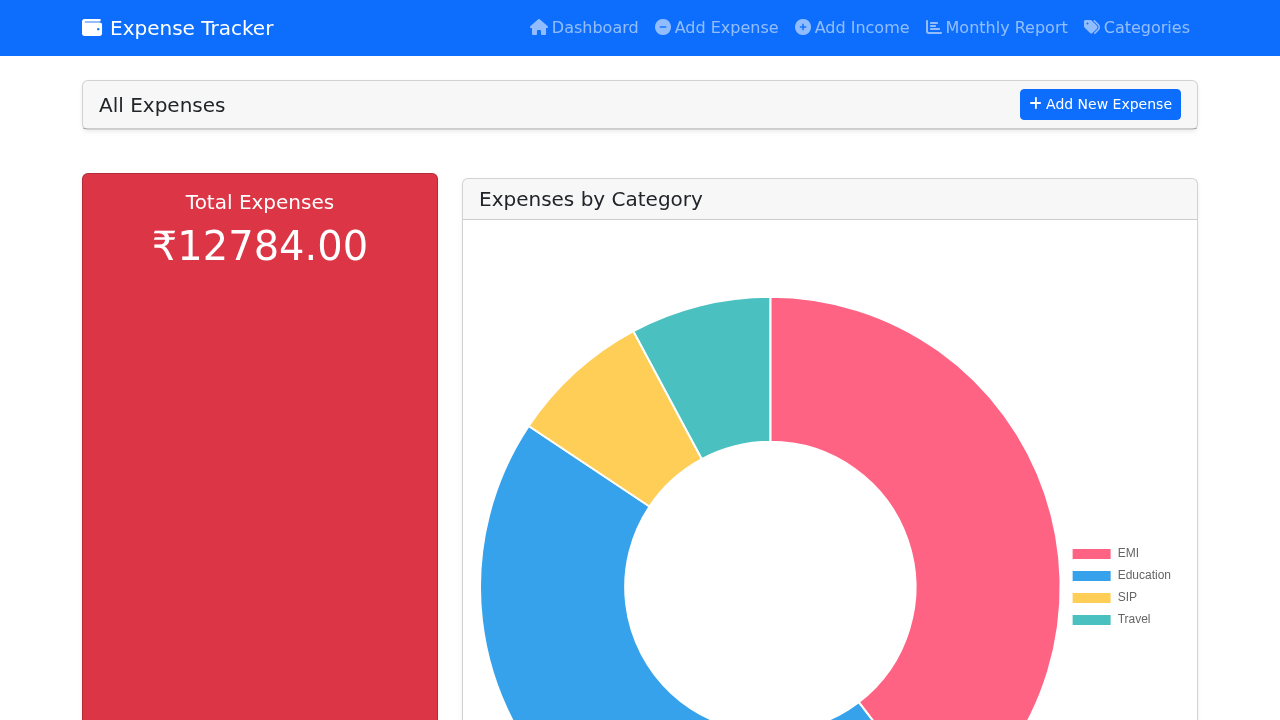 Expense Tracker
Dashboard
Add Expense
Add Income
Monthly Report
Categories
All Expenses
Add New Expense
Total Expenses
₹12784.00
Expenses by Category
EMI
Education
SIP
Travel